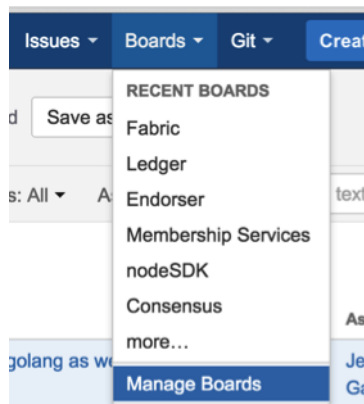 Issues Boards Git Creat
d Save as
RECENT BOARDS
Fabric
Ledger
s: All A Endorser text
Membership Services
nodeSDK
Consensus
As
more…
golang as we Je
Manage Boards Ga